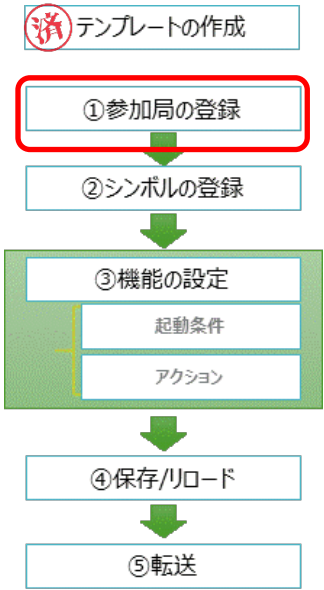 済 テンプレートの作成
①参加局の登録
②シンボルの登録
③機能の設定
起動条件
アクション
④保存/リロード
⑤転送